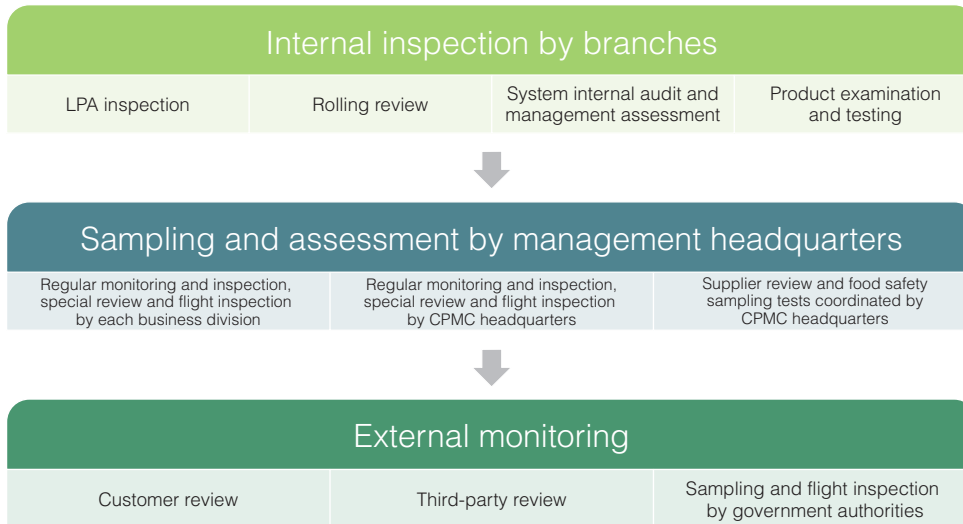 Internal inspection by branches
LPA inspection
Rolling review
System internal audit and
management assessment
Product examination
and testing
Sampling and assessment by management headquarters
Regular monitoring and inspection,
special review and flight inspection
by each business division
Regular monitoring and inspection,
special review and flight inspection
by CPMC headquarters
Supplier review and food safety
sampling tests coordinated by
CPMC headquarters
External monitoring
Customer review
Third-party review
Sampling and flight inspection
by government authorities